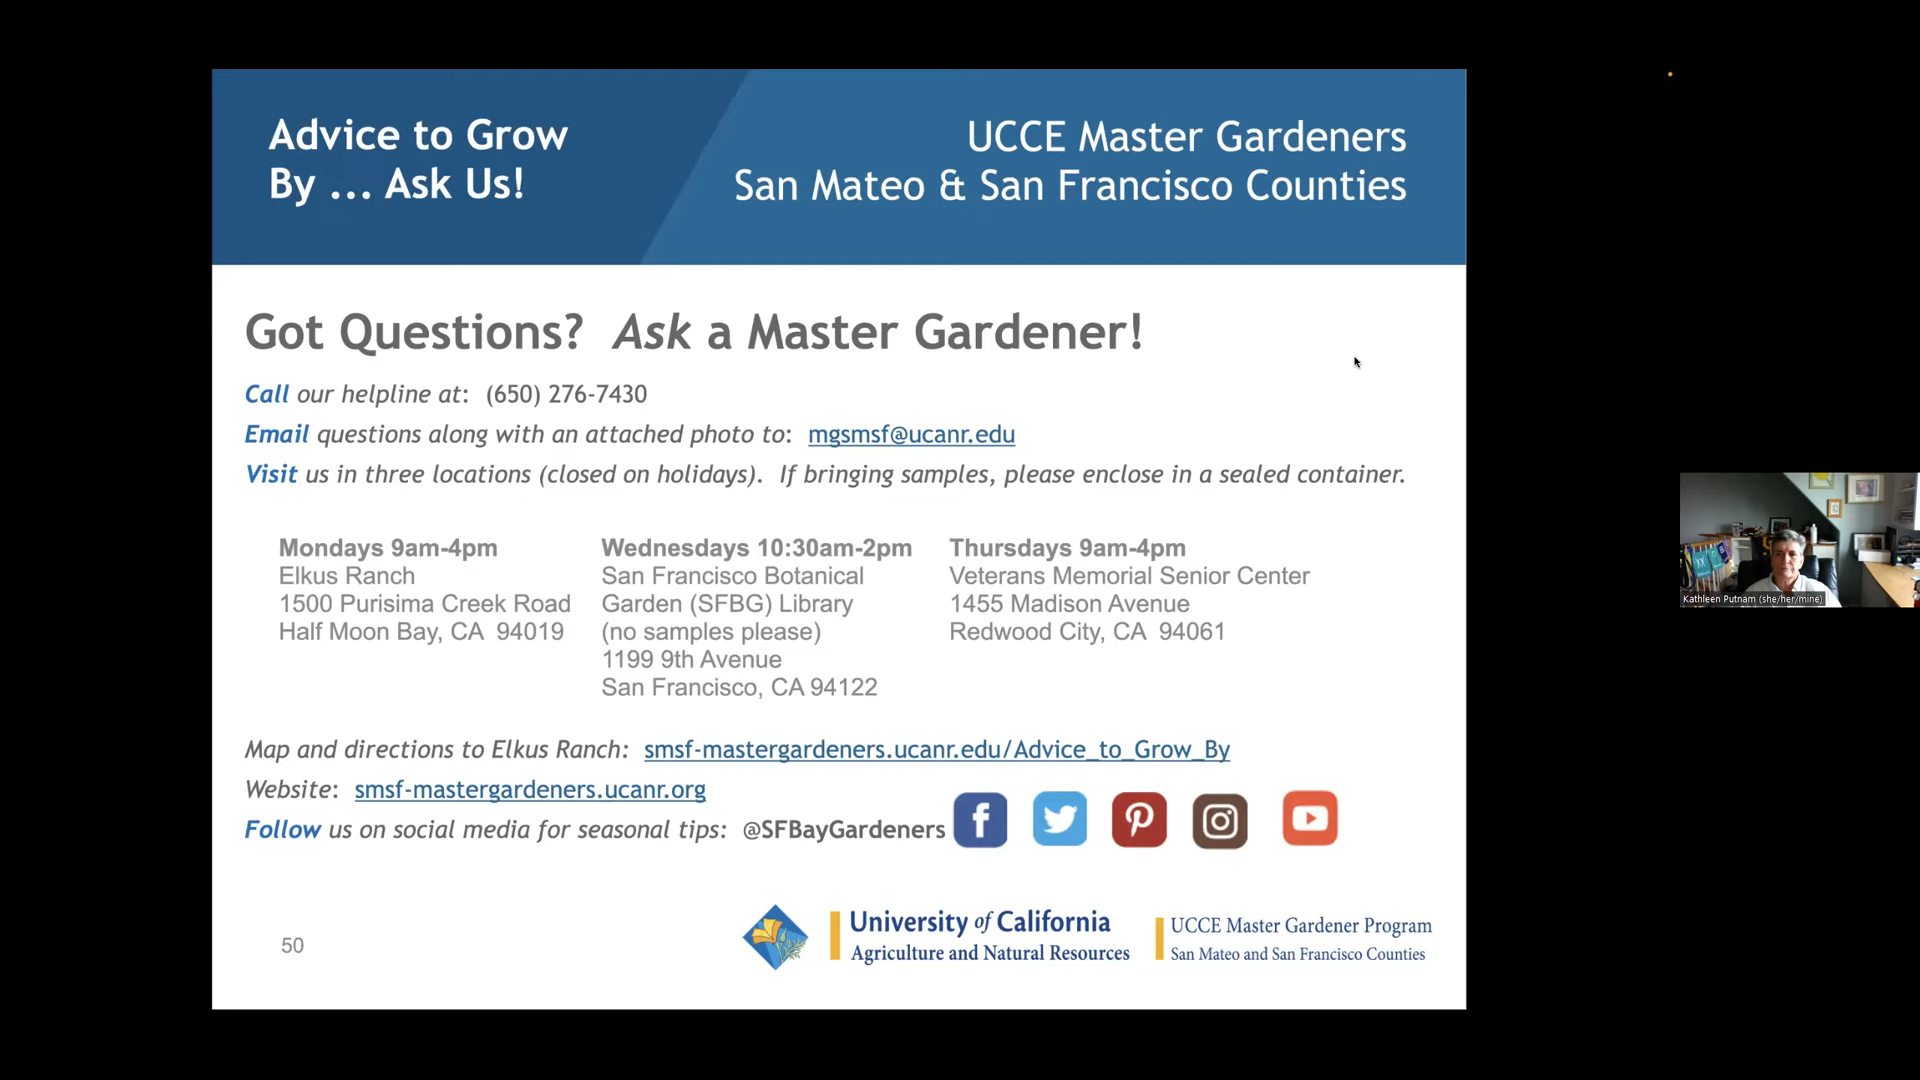 Advice to Grow
By ... Ask Us!
UCCE Master Gardeners
San Mateo & San Francisco Counties
Got Questions?  Ask a Master Gardener!
Call our helpline at:  (650) 276-7430
Email questions along with an attached photo to:  mgsmsf@ucanr.edu
Visit us in three locations (closed on holidays).  If bringing samples, please enclose in a sealed container.
Mondays 9am-4pm
Elkus Ranch
1500 Purisima Creek Road
Half Moon Bay, CA  94019
Wednesdays 10:30am-2pm
San Francisco Botanical
Garden (SFBG) Library
(no samples please)
1199 9th Avenue
San Francisco, CA 94122
Thursdays 9am-4pm
Veterans Memorial Senior Center
1455 Madison Avenue
Redwood City, CA  94061
Map and directions to Elkus Ranch:  smsf-mastergardeners.ucanr.edu/Advice_to_Grow_By
Website:  smsf-mastergardeners.ucanr.org
Follow us on social media for seasonal tips:  @SFBayGardeners
50
University of California
Agriculture and Natural Resources
UCCE Master Gardener Program
San Mateo and San Francisco Counties
Kathleen Putnam (she/her/mine)